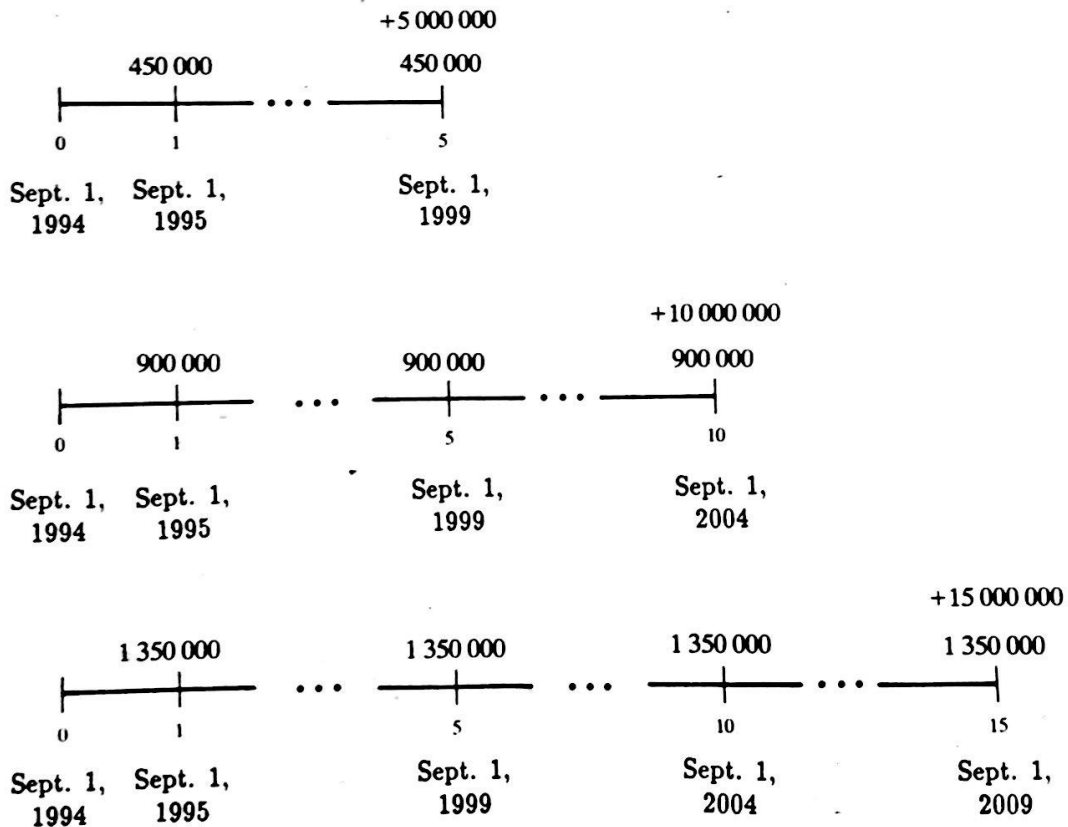 +5 000 000
450 000 450 000
0 1 5
Sept. 1, Sept. 1, Sept. 1,
1994 1995 1999
+10 000 000
900 000 900 000 900 000
0 1 5 10
Sept. 1, Sept. 1, Sept. 1, Sept. 1,
1994 1995 1999 2004
+15 000 000
1 350 000 1 350 000 1 350 000 1 350 000
0 1 5 10 15
Sept. 1, Sept. 1, Sept. 1, Sept. 1, Sept. 1,
1994 1995 1999 2004 2009